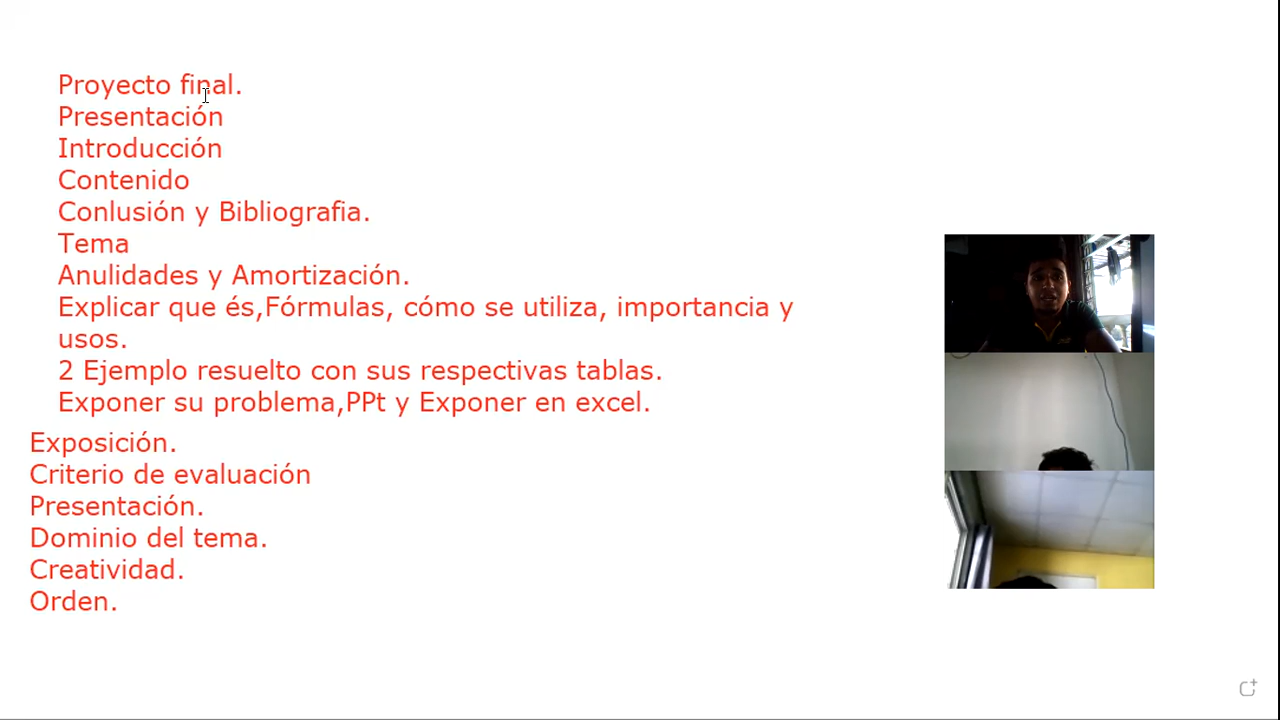 Proyecto final.
Presentación
Introducción
Contenido
Conlusión y Bibliografia.
Tema
Anulidades y Amortización.
Explicar que és,Fórmulas, cómo se utiliza, importancia y
usos.
2 Ejemplo resuelto con sus respectivas tablas.
Exponer su problema,PPt y Exponer en excel.
Exposición.
Criterio de evaluación
Presentación.
Dominio del tema.
Creatividad.
Orden.